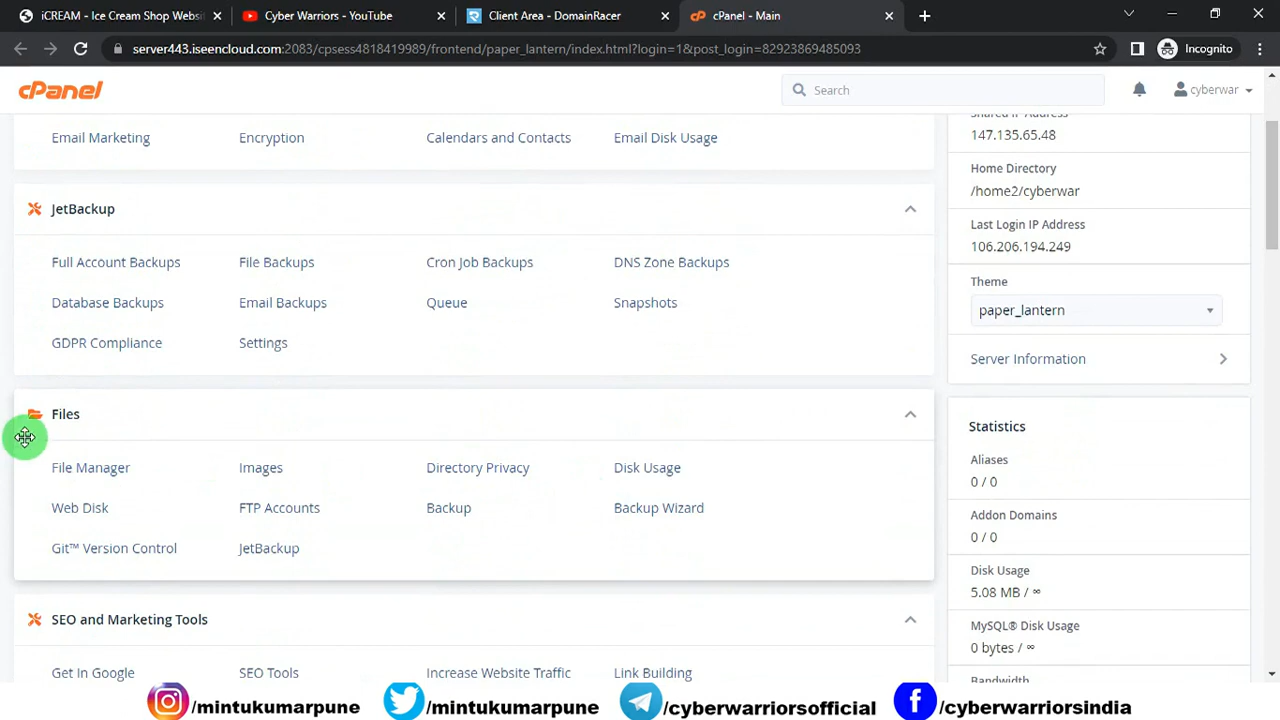 iCREAM - Ice Cream Shop Websi
Cyber Warriors - YouTube
Client Area - DomainRacer
cPanel - Main
server443.iseencloud.com:2083/cpsess4818419989/frontend/paper_lantern/index.html?login=1&post_login=82923869485093
Incognito
cPanel
Search
cyberwar
Email Marketing
Encryption
Calendars and Contacts
Email Disk Usage
JetBackup
Full Account Backups
File Backups
Cron Job Backups
DNS Zone Backups
Database Backups
Email Backups
Queue
Snapshots
GDPR Compliance
Settings
Files
File Manager
Images
Directory Privacy
Disk Usage
Web Disk
FTP Accounts
Backup
Backup Wizard
Git™ Version Control
JetBackup
SEO and Marketing Tools
Get In Google
SEO Tools
Increase Website Traffic
Link Building
Shared IP Address
147.135.65.48
Home Directory
/home2/cyberwar
Last Login IP Address
106.206.194.249
Theme
paper_lantern
Server Information
Statistics
Aliases
0 / 0
Addon Domains
0 / 0
Disk Usage
5.08 MB / ∞
MySQL® Disk Usage
0 bytes / ∞
Bandwidth
/mintukumarpune
/mintukumarpune
/cyberwarriorsofficial
/cyberwarriorsindia